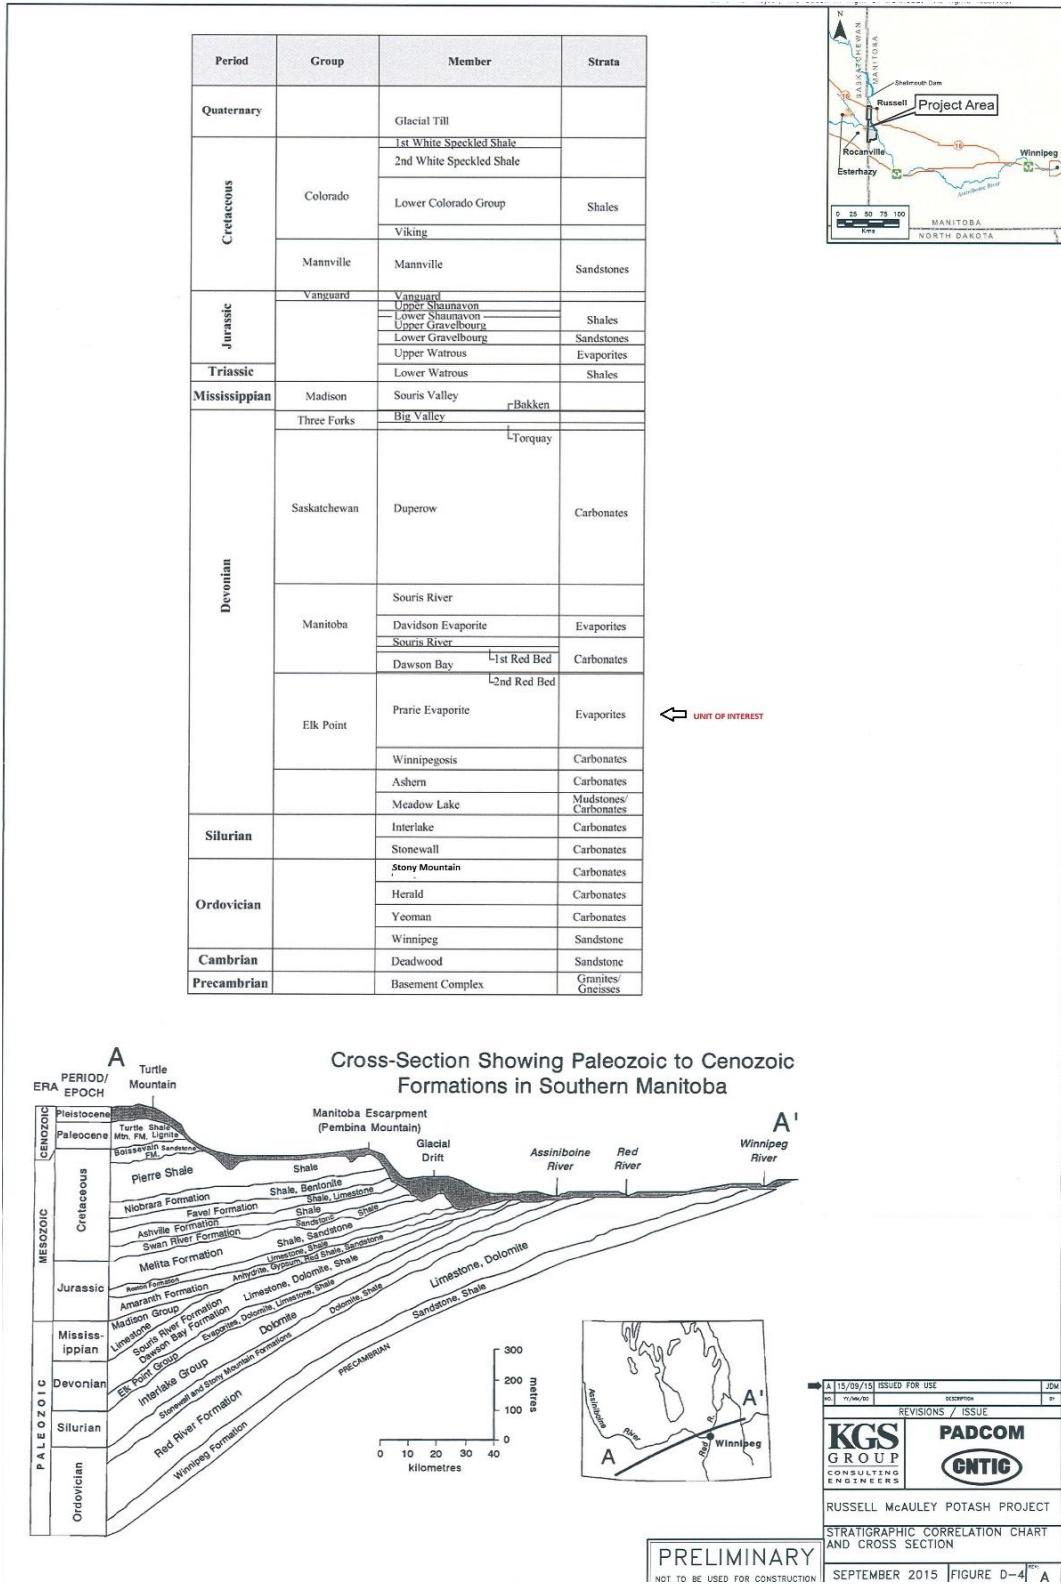 Period Group Member Strata
Quaternary
Glacial Till
Cretaceous
Colorado
1st White Speckled Shale
2nd White Speckled Shale
Lower Colorado Group
Shales
Viking
Mannville
Mannville
Sandstones
Jurassic
Vanguard
Vanguard
Upper Shaunavon
Lower Shaunavon
Upper Gravelbourg
Shales
Lower Gravelbourg
Sandstones
Upper Watrous
Evaporites
Triassic
Lower Watrous
Shales
Mississippian
Madison
Souris Valley
Bakken
Devonian
Three Forks
Big Valley
Torquay
Saskatchewan
Duperow
Carbonates
Manitoba
Souris River
Davidson Evaporite
Evaporites
Souris River
1st Red Bed
Carbonates
Dawson Bay
2nd Red Bed
Elk Point
Prarie Evaporite
Evaporites
UNIT OF INTEREST
Winnipegosis
Carbonates
Ashern
Carbonates
Meadow Lake
Mudstones/
Carbonates
Silurian
Interlake
Carbonates
Stonewall
Carbonates
Ordovician
Stony Mountain
Carbonates
Herald
Carbonates
Yeoman
Carbonates
Winnipeg
Sandstone
Cambrian
Deadwood
Sandstone
Precambrian
Basement Complex
Granites/
Gneisses
N
SASKATCHEWAN
MANITOBA
Shellmouth Dam
16
Russell
Project Area
Rocanville
Esterhazy
16
Winnipeg
Assiniboine River
0 25 50 75 100
Kms
MANITOBA
NORTH DAKOTA
Cross-Section Showing Paleozoic to Cenozoic
Formations in Southern Manitoba
A
A'
ERA
PERIOD/
EPOCH
Turtle
Mountain
Manitoba Escarpment
(Pembina Mountain)
Glacial
Drift
Assiniboine
River
Red
River
Winnipeg
River
CENOZOIC
Pleistocene
Paleocene
Turtle Shale
Mtn. FM. Lignite
Boissevain Sandstone
FM.
MESOZOIC
Cretaceous
Pierre Shale
Shale
Niobrara Formation
Shale, Bentonite
Favel Formation
Shale, Limestone
Ashville Formation
Shale
Swan River Formation
Sandstone
Shale
Jurassic
Melita Formation
Shale, Sandstone
Reston Formation
Limestone, Shale
Amaranth Formation
Anhydrite, Gypsum, Red Shale, Sandstone
PALEOZOIC
Mississ-
ippian
Madison Group
Limestone
Devonian
Souris River Formation
Dawson Bay Formation
Limestone, Dolomite, Shale
Elk Point Group
Evaporites, Dolomite, Limestone, Shale
Silurian
Interlake Group
Dolomite
Stonewall and Stony Mountain Formations
Dolomite, Shale
Ordovician
Red River Formation
Limestone, Dolomite
Winnipeg Formation
Sandstone, Shale
PRECAMBRIAN
300
200
100
0
metres
0 10 20 30 40
kilometres
Assiniboine
River
Red
R.
Winnipeg
A
A'
A 15/09/15 ISSUED FOR USE JDM
NO. YY/MM/DD DESCRIPTION BY
REVISIONS / ISSUE
KGS
GROUP
CONSULTING
ENGINEERS
PADCOM
CNTIC
RUSSELL McAULEY POTASH PROJECT
STRATIGRAPHIC CORRELATION CHART
AND CROSS SECTION
SEPTEMBER 2015 FIGURE D-4 REV: A
PRELIMINARY
NOT TO BE USED FOR CONSTRUCTION